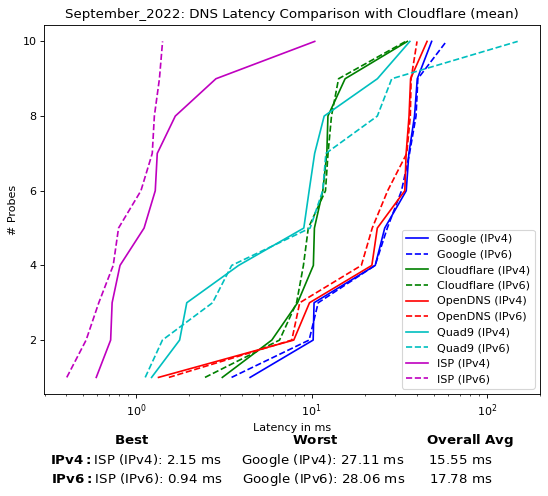 September_2022: DNS Latency Comparison with Cloudflare (mean)
10
8
6
4
2
# Probes
Google (IPv4)
Google (IPv6)
Cloudflare (IPv4)
Cloudflare (IPv6)
OpenDNS (IPv4)
OpenDNS (IPv6)
Quad9 (IPv4)
Quad9 (IPv6)
ISP (IPv4)
ISP (IPv6)
10⁰ 10¹ 10²
Latency in ms
Best Worst Overall Avg
IPv4: ISP (IPv4): 2.15 ms Google (IPv4): 27.11 ms 15.55 ms
IPv6: ISP (IPv6): 0.94 ms Google (IPv6): 28.06 ms 17.78 ms